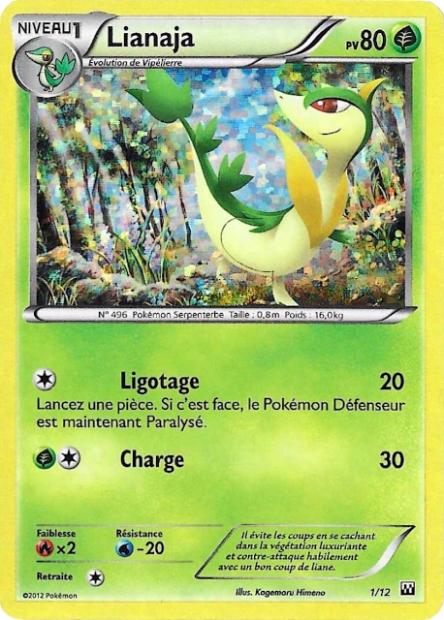 NIVEAU1
Lianaja
PV80
Évolution de Vipélierre
N° 496 Pokémon Serpenterbe Taille : 0,8m Poids : 16,0kg
Ligotage 20
Lancez une pièce. Si c'est face, le Pokémon Défenseur
est maintenant Paralysé.
Charge 30
Faiblesse
×2
Résistance
-20
Il évite les coups en se cachant
dans la végétation luxuriante
et contre-attaque habilement
avec un bon coup de liane.
Retraite
©2012 Pokémon
Illus. Kagemaru Himeno
1/12